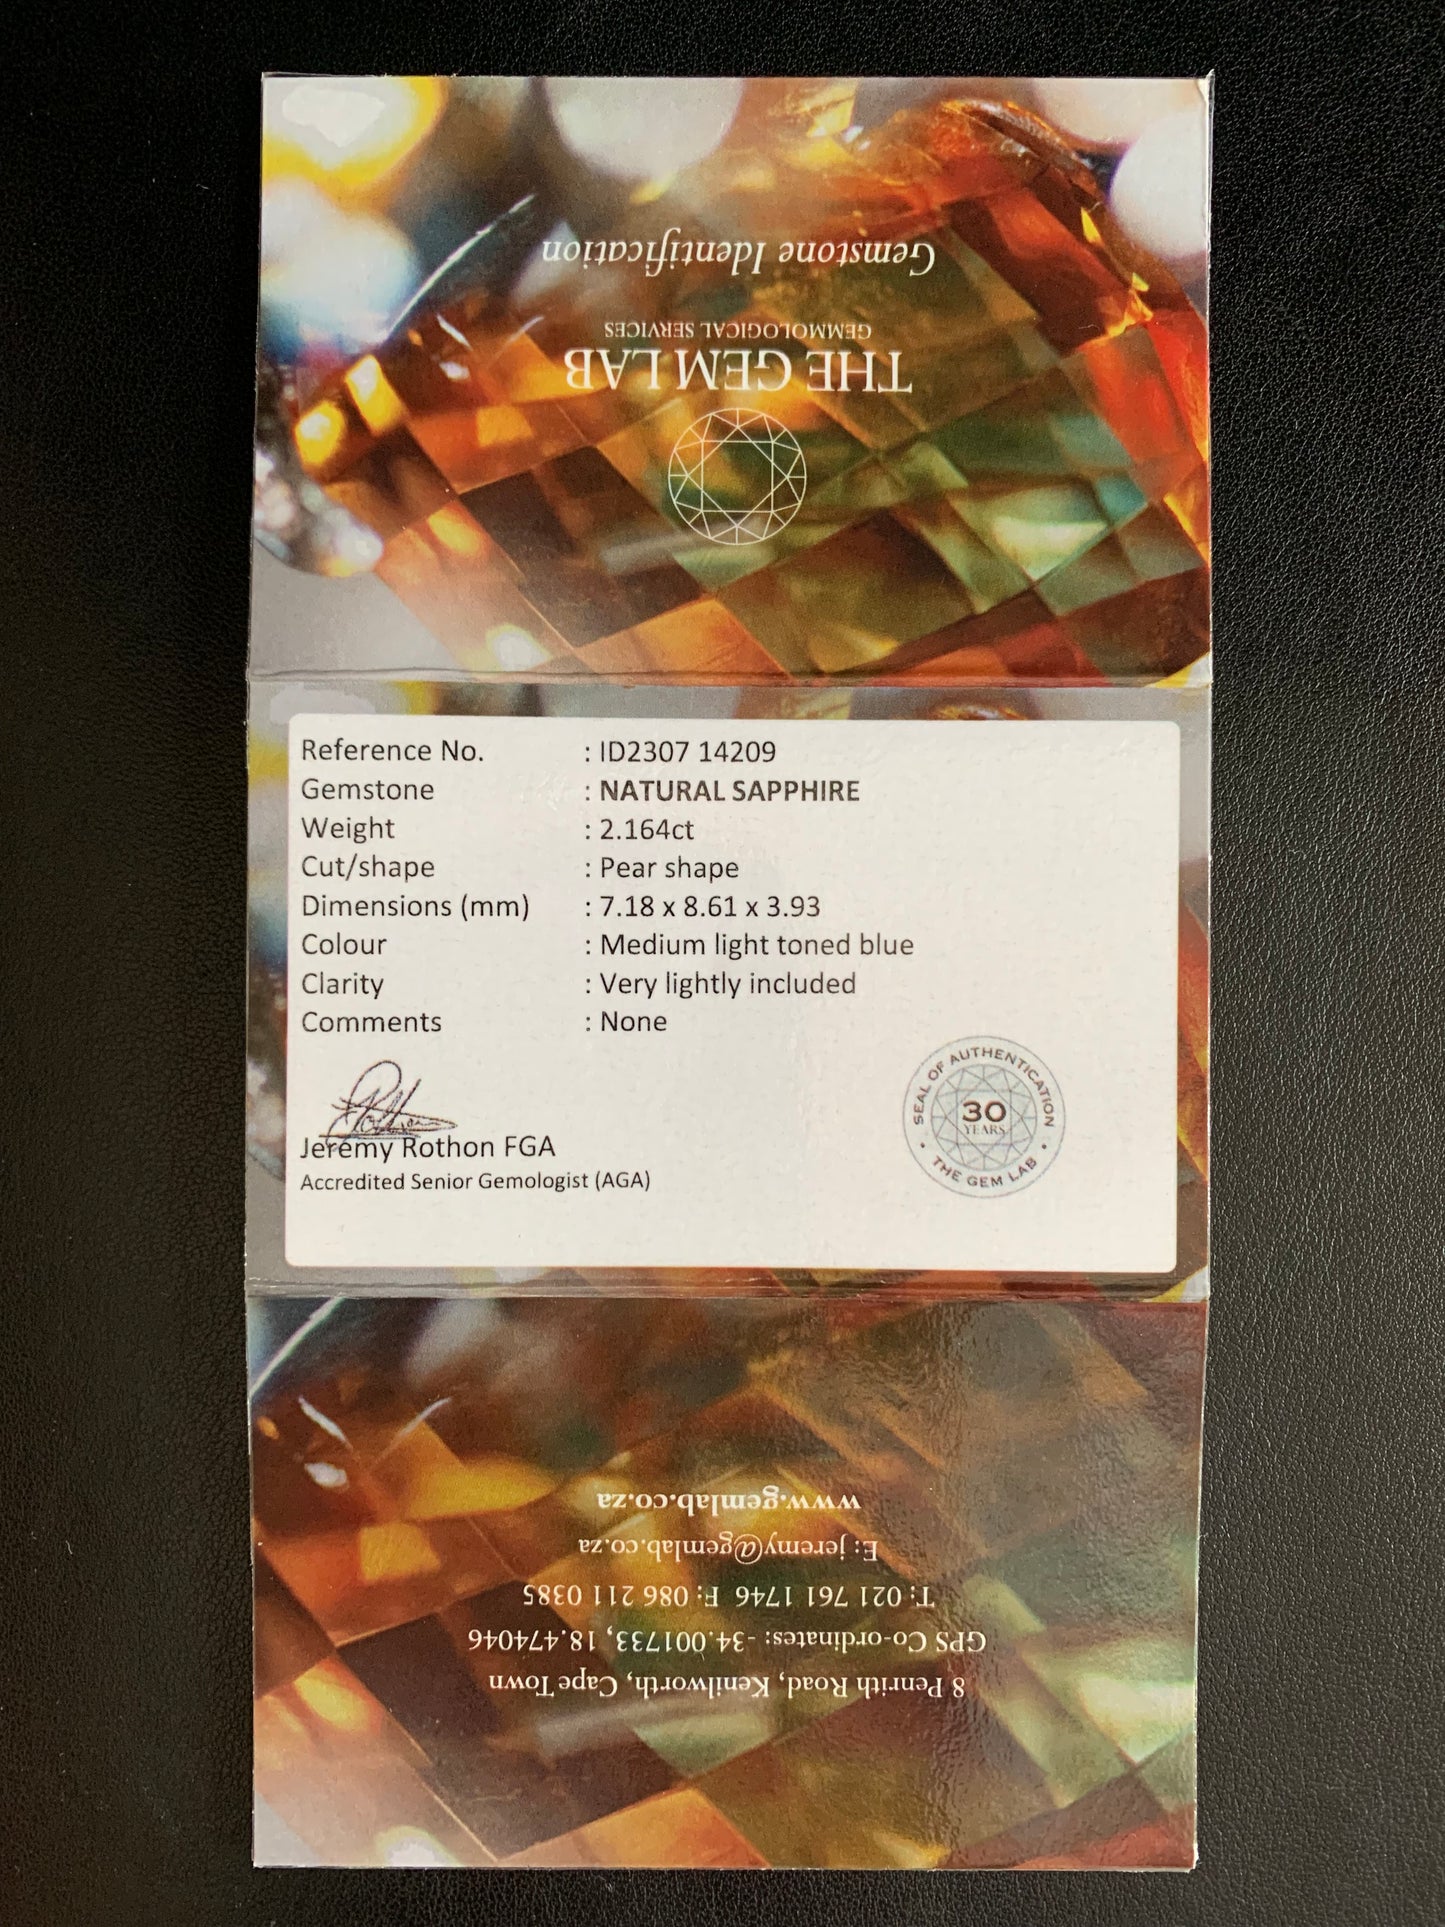 Gemstone Identification
GEMMOLOGICAL SERVICES
THE GEM LAB
Reference No. : ID2307 14209
Gemstone : NATURAL SAPPHIRE
Weight : 2.164ct
Cut/shape : Pear shape
Dimensions (mm) : 7.18 x 8.61 x 3.93
Colour : Medium light toned blue
Clarity : Very lightly included
Comments : None
Jeremy Rothon FGA
Accredited Senior Gemologist (AGA)
SEAL OF AUTHENTICATION
30
YEARS
• THE GEM LAB •
www.gemlab.co.za
E: jeremy@gemlab.co.za
T: 021 761 1746 F: 086 211 0385
GPS Co-ordinates: -34.001733, 18.474046
8 Penrith Road, Kenilworth, Cape Town